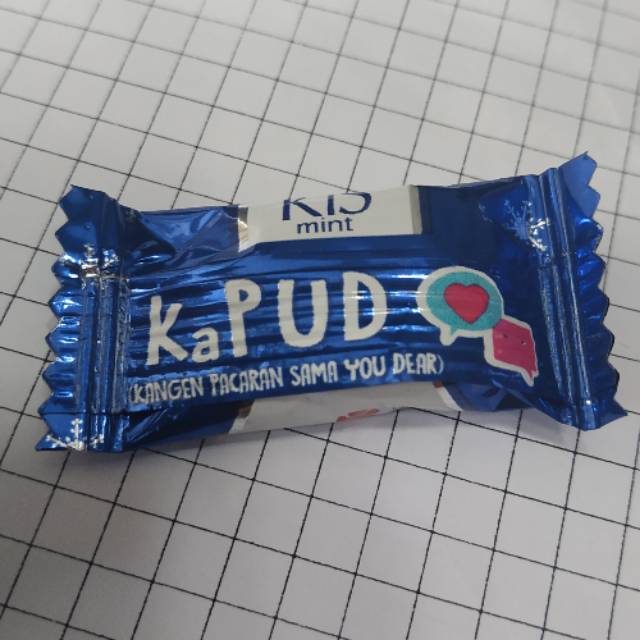 KIS
mint
KaPUD
(KANGEN PACARAN SAMA YOU DEAR)